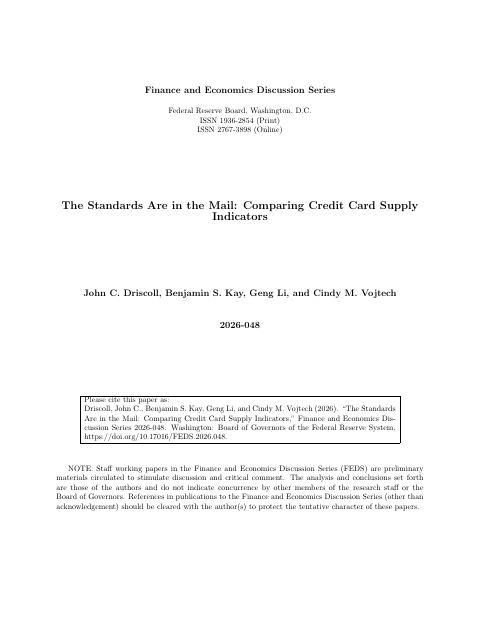 Finance and Economics Discussion Series
Federal Reserve Board, Washington, D.C.
ISSN 1936-2854 (Print)
ISSN 2767-3898 (Online)
The Standards Are in the Mail: Comparing Credit Card Supply
Indicators
John C. Driscoll, Benjamin S. Kay, Geng Li, and Cindy M. Vojtech
2026-048
Please cite this paper as:
Driscoll, John C., Benjamin S. Kay, Geng Li, and Cindy M. Vojtech (2026). “The Standards
Are in the Mail: Comparing Credit Card Supply Indicators,” Finance and Economics Dis-
cussion Series 2026-048. Washington: Board of Governors of the Federal Reserve System,
https://doi.org/10.17016/FEDS.2026.048.
NOTE: Staff working papers in the Finance and Economics Discussion Series (FEDS) are preliminary
materials circulated to stimulate discussion and critical comment. The analysis and conclusions set forth
are those of the authors and do not indicate concurrence by other members of the research staff or the
Board of Governors. References in publications to the Finance and Economics Discussion Series (other than
acknowledgement) should be cleared with the author(s) to protect the tentative character of these papers.